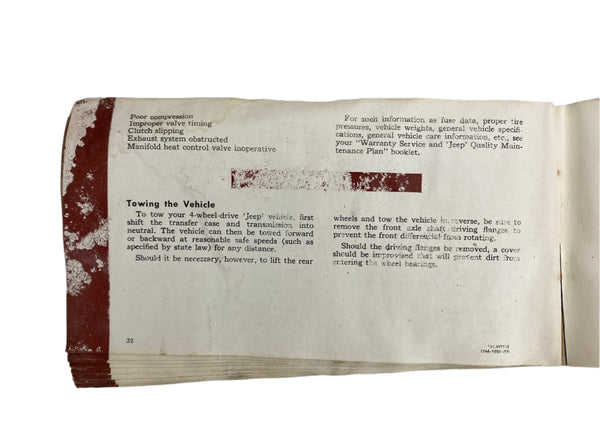 Poor compression
Improper valve timing
Clutch slipping
Exhaust system obstructed
Manifold heat control valve inoperative
For such information as fuse data, proper tire
pressures, vehicle weights, general vehicle specifi-
cations, general vehicle care information, etc., see
your "Warranty Service and 'Jeep' Quality Main-
tenance Plan" booklet.
Towing the Vehicle
To tow your 4-wheel-drive 'Jeep' vehicle, first
shift the transfer case and transmission into
neutral. The vehicle can then be towed forward
or backward at reasonable safe speeds (such as
specified by state law) for any distance.
Should it be necessary, however, to lift the rear
wheels and tow the vehicle in reverse, be sure to
remove the front axle shaft driving flanges to
prevent the front differential from rotating.
Should the driving flanges be removed, a cover
should be improvised that will prevent dirt from
entering the wheel bearings.
32